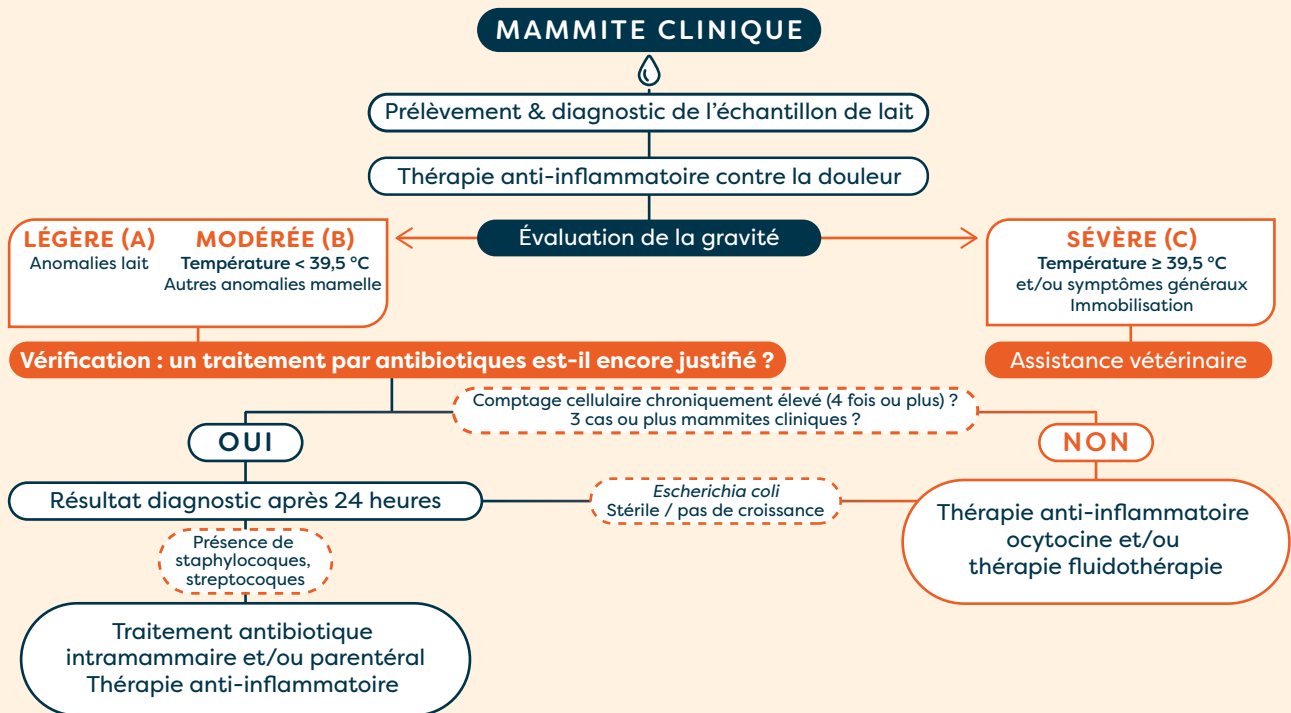 MAMMITE CLINIQUE
Prélèvement & diagnostic de l'échantillon de lait
Thérapie anti-inflammatoire contre la douleur
Évaluation de la gravité
LÉGÈRE (A)
Anomalies lait
MODÉRÉE (B)
Température < 39,5 °C
Autres anomalies mamelle
SÉVÈRE (C)
Température ≥ 39,5 °C
et/ou symptômes généraux
Immobilisation
Vérification : un traitement par antibiotiques est-il encore justifié ?
Assistance vétérinaire
Comptage cellulaire chroniquement élevé (4 fois ou plus) ?
3 cas ou plus mammites cliniques ?
OUI
NON
Résultat diagnostic après 24 heures
Escherichia coli
Stérile / pas de croissance
Thérapie anti-inflammatoire
ocytocine et/ou
thérapie fluidothérapie
Présence de
staphylocoques,
streptocoques
Traitement antibiotique
intramammaire et/ou parentéral
Thérapie anti-inflammatoire